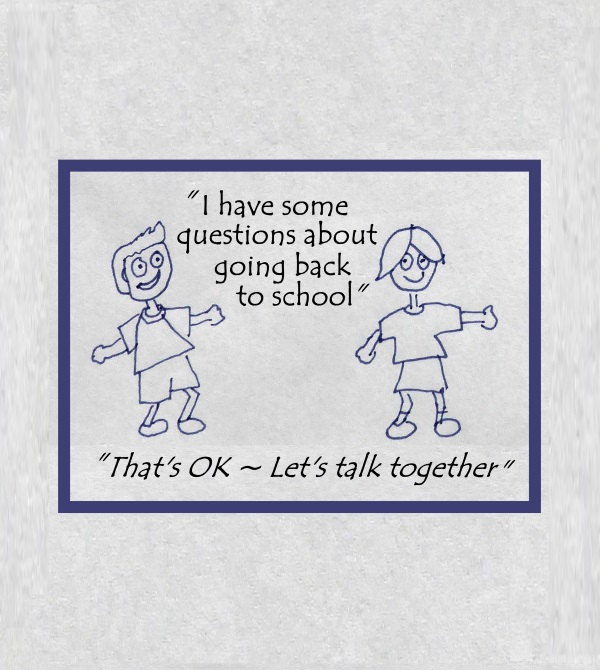 "I have some
questions about
going back
to school"
"That's OK ~ Let's talk together"